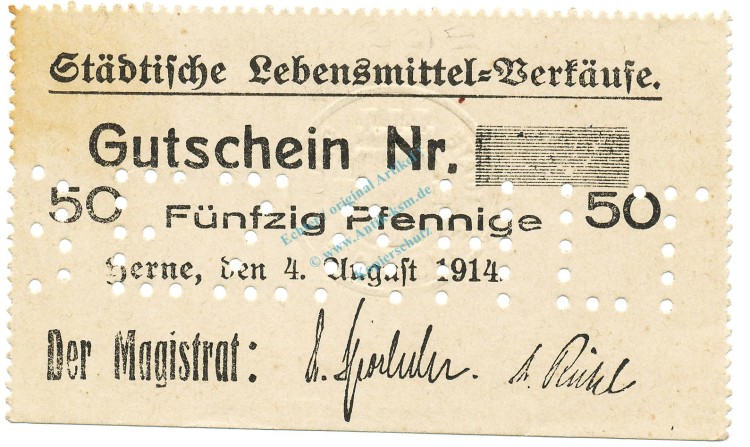 Städtische Lebensmittel=Verkäufe.
Gutschein Nr.
50 Fünfzig Pfennige 50
Herne, den 4. August 1914.
Der Magistrat: